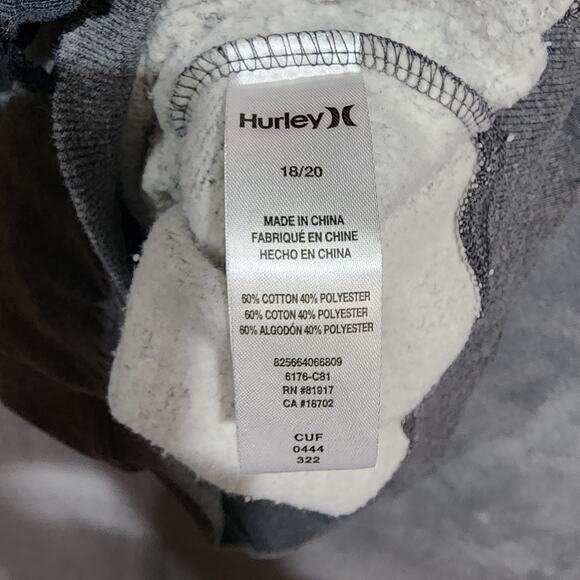 Hurley
18/20
MADE IN CHINA
FABRIQUÉ EN CHINE
HECHO EN CHINA
60% COTTON 40% POLYESTER
60% COTON 40% POLYESTER
60% ALGODÓN 40% POLYESTER
825664066809
6176-C81
RN #81917
CA #18702
CUF
0444
322